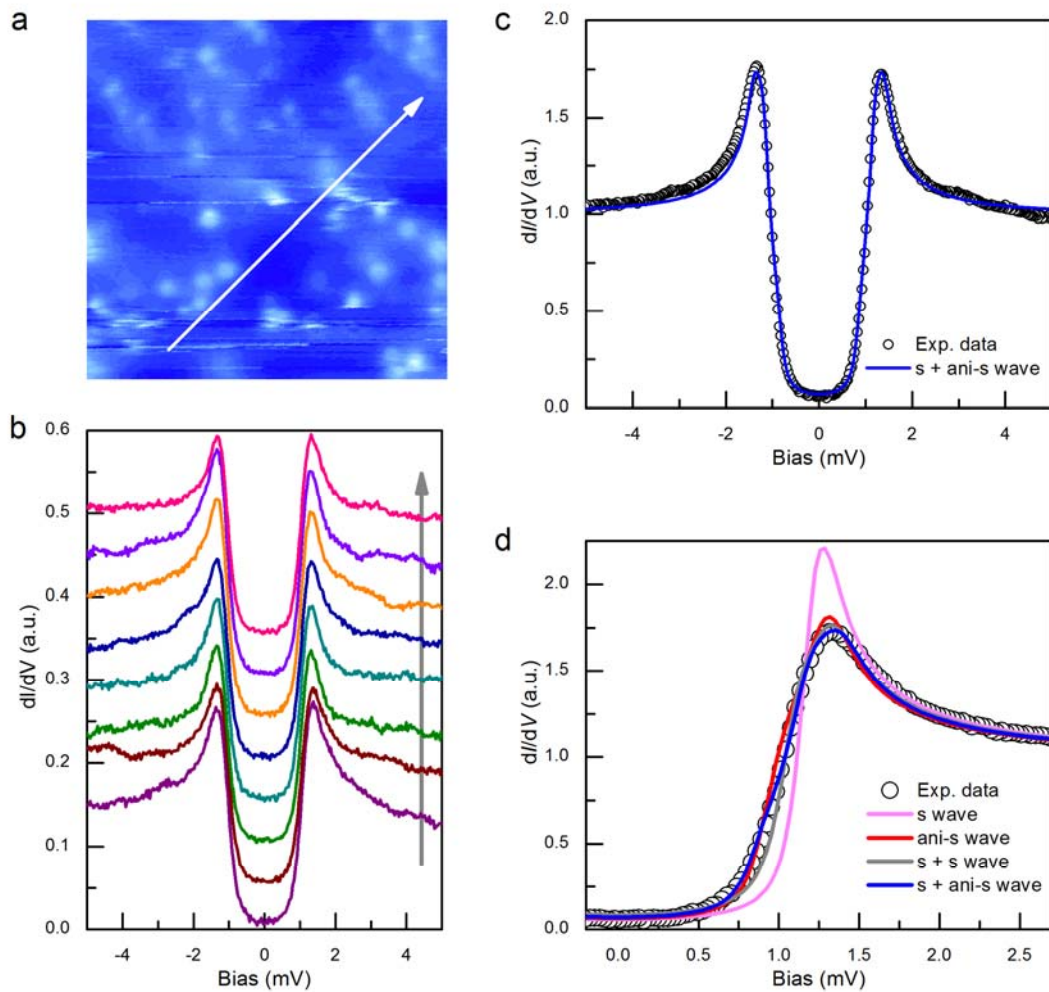 a
b
0.6
0.5
0.4
0.3
0.2
0.1
0.0
dI/dV (a.u.)
-4 -2 0 2 4
Bias (mV)
c
2.0
1.5
1.0
0.5
0.0
dI/dV (a.u.)
Exp. data
s + ani-s wave
-4 -2 0 2 4
Bias (mV)
d
2.0
1.5
1.0
0.5
0.0
dI/dV (a.u.)
Exp. data
s wave
ani-s wave
s + s wave
s + ani-s wave
0.0 0.5 1.0 1.5 2.0 2.5
Bias (mV)